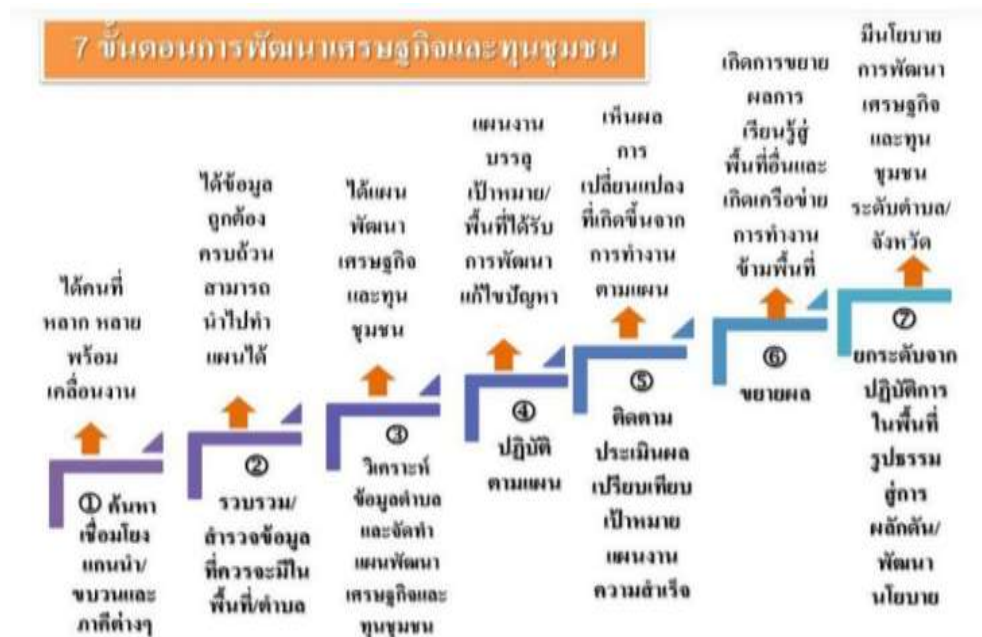 7 ขั้นตอนการพัฒนาเศรษฐกิจและทุนชุมชน
ได้คนที่
หลาก หลาย
พร้อม
เคลื่อนงาน
① ค้นหา
เชื่อมโยง
แกนนำ/
ขบวนและ
ภาคีต่างๆ
ได้ข้อมูล
ถูกต้อง
ครบถ้วน
สามารถ
นำไปทำ
แผนได้
②
รวบรวม/
สำรวจข้อมูล
ที่ควรจะมีใน
พื้นที่/ตำบล
ได้แผน
พัฒนา
เศรษฐกิจ
และทุน
ชุมชน
③
วิเคราะห์
ข้อมูลตำบล
และจัดทำ
แผนพัฒนา
เศรษฐกิจและ
ทุนชุมชน
แผนงาน
บรรลุ
เป้าหมาย/
พื้นที่ได้รับ
การพัฒนา
แก้ไขปัญหา
④
ปฏิบัติ
ตามแผน
เห็นผล
การ
เปลี่ยนแปลง
ที่เกิดขึ้นจาก
การทำงาน
ตามแผน
⑤
ติดตาม
ประเมินผล
เปรียบเทียบ
เป้าหมาย
แผนงาน
ความสำเร็จ
เกิดการขยาย
ผลการ
เรียนรู้สู่
พื้นที่อื่นและ
เกิดเครือข่าย
การทำงาน
ข้ามพื้นที่
⑥
ขยายผล
มีนโยบาย
การพัฒนา
เศรษฐกิจ
และทุน
ชุมชน
ระดับตำบล/
จังหวัด
⑦
ยกระดับจาก
ปฏิบัติการ
ในพื้นที่
รูปธรรม
สู่การ
ผลักดัน/
พัฒนา
นโยบาย